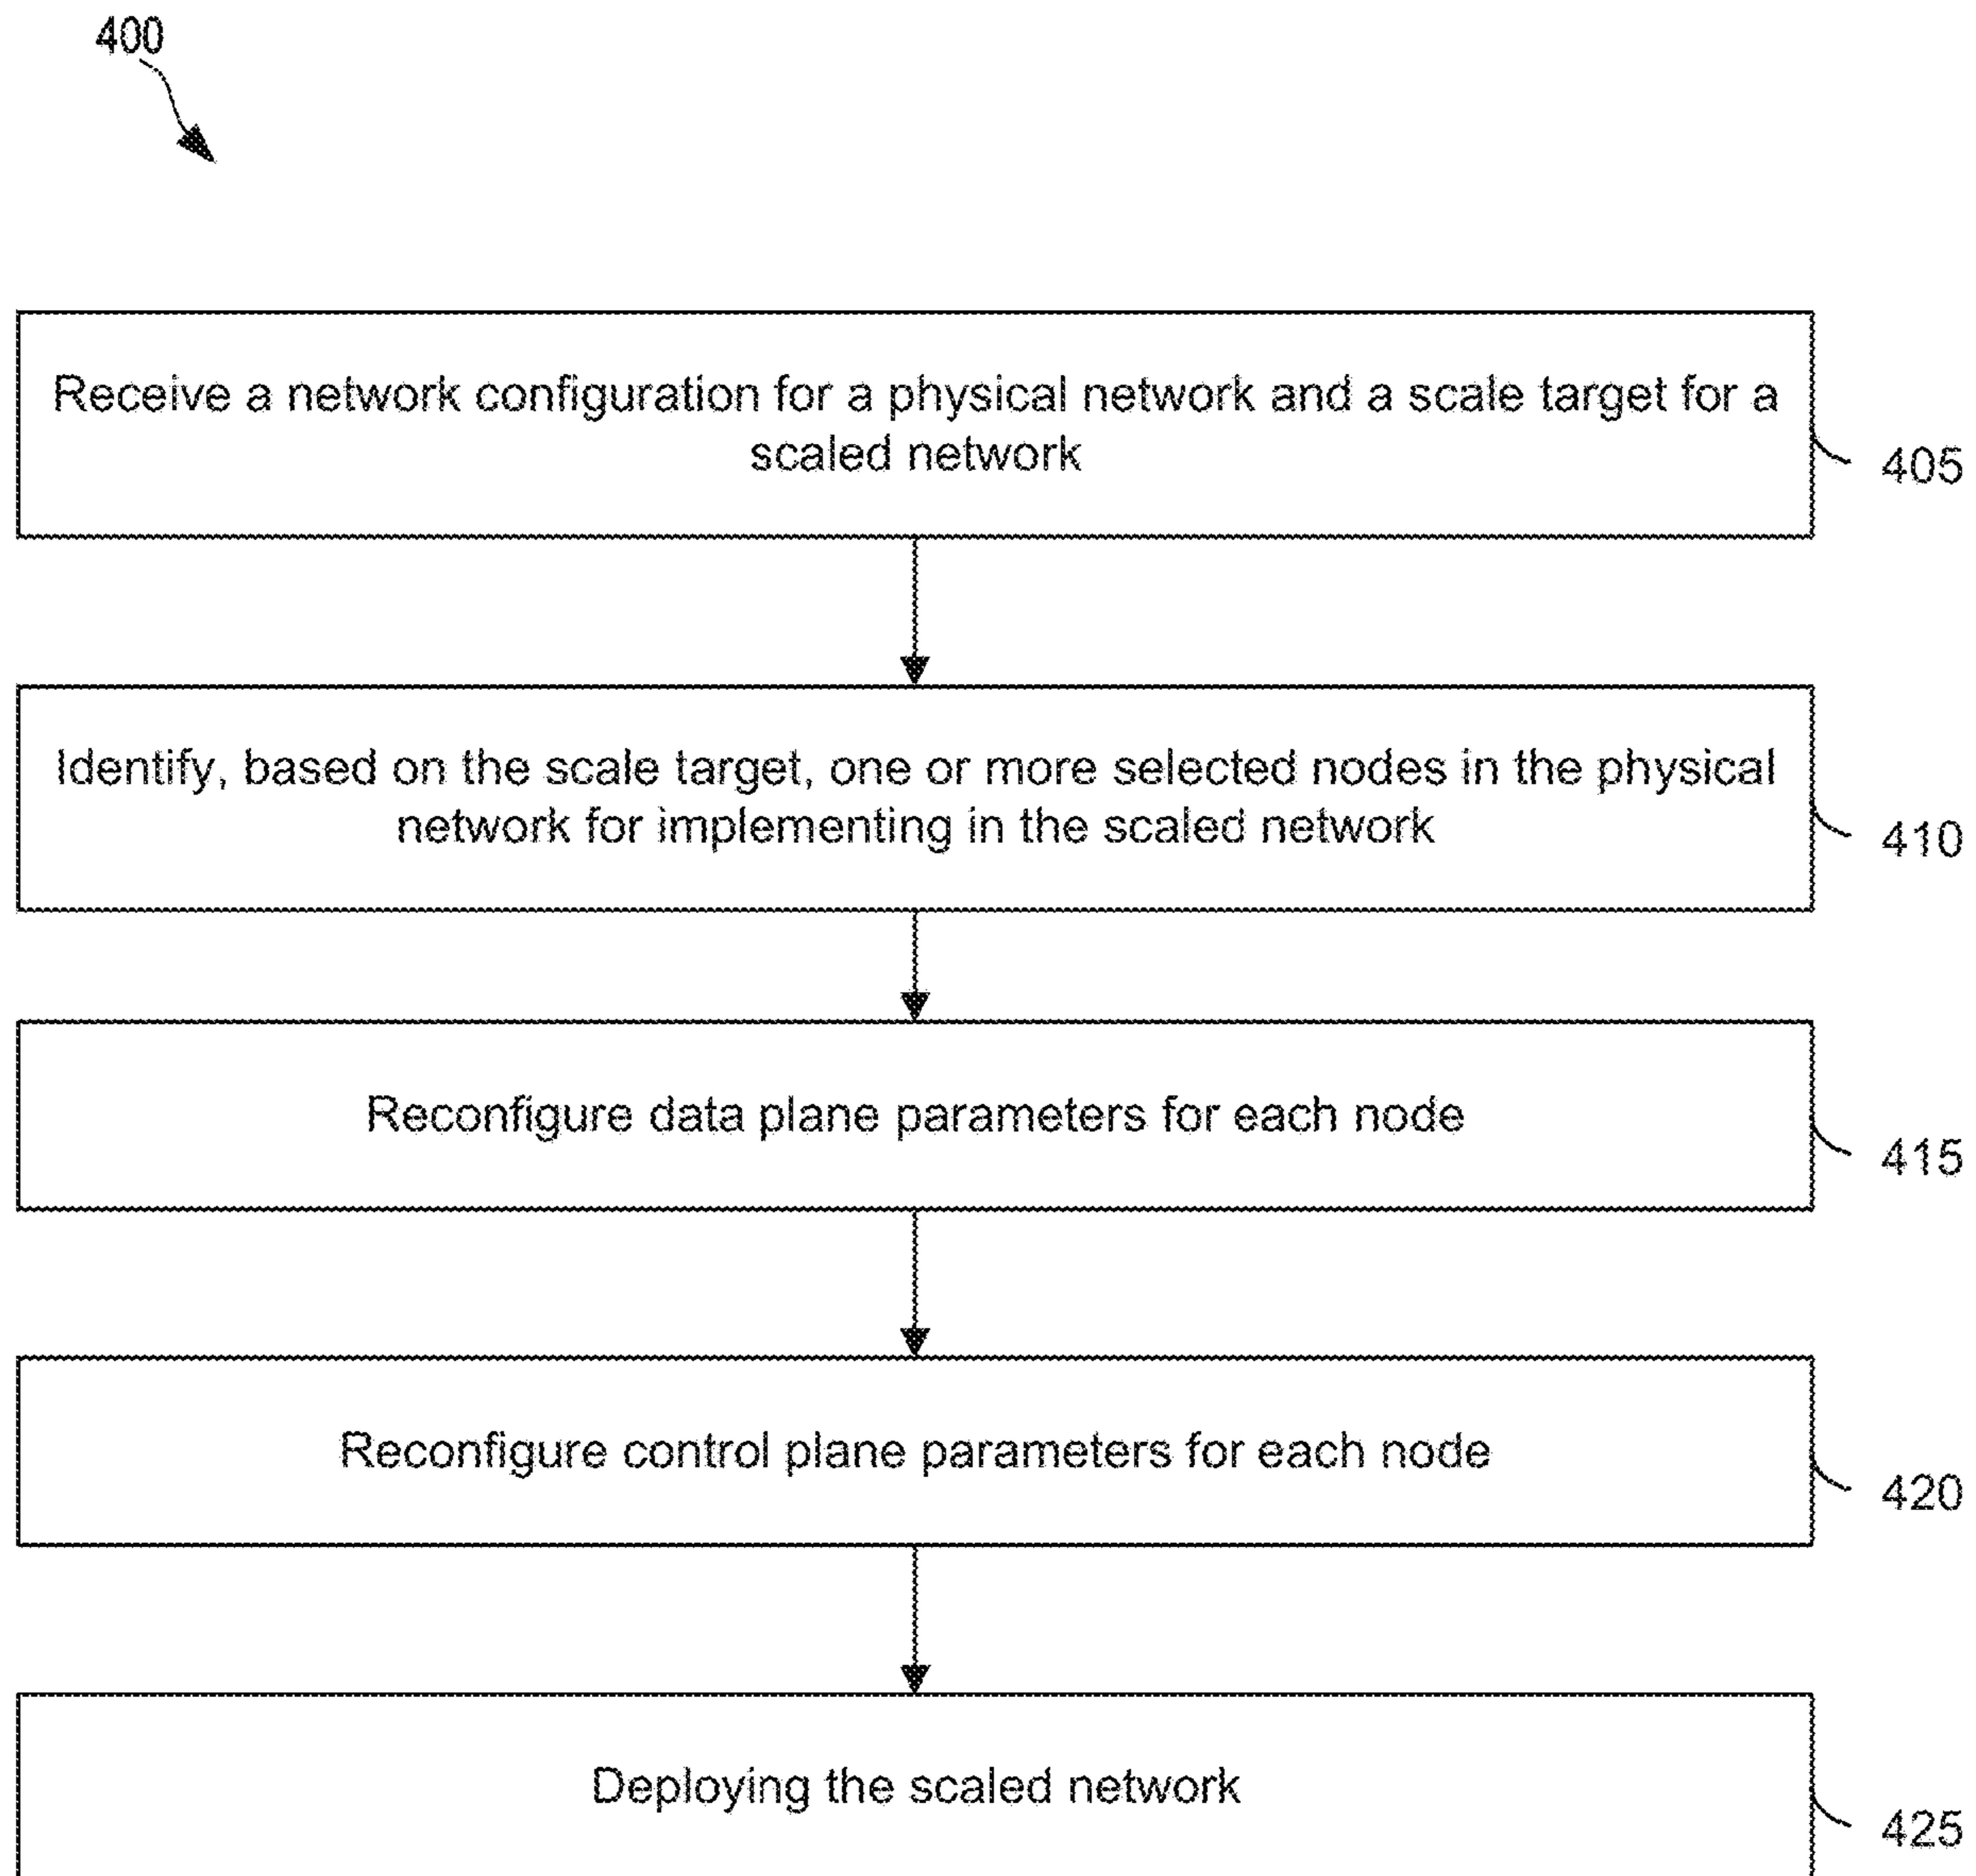 400
Receive a network configuration for a physical network and a scale target for a
scaled network
405
Identify, based on the scale target, one or more selected nodes in the physical
network for implementing in the scaled network
410
Reconfigure data plane parameters for each node
415
Reconfigure control plane parameters for each node
420
Deploying the scaled network
425